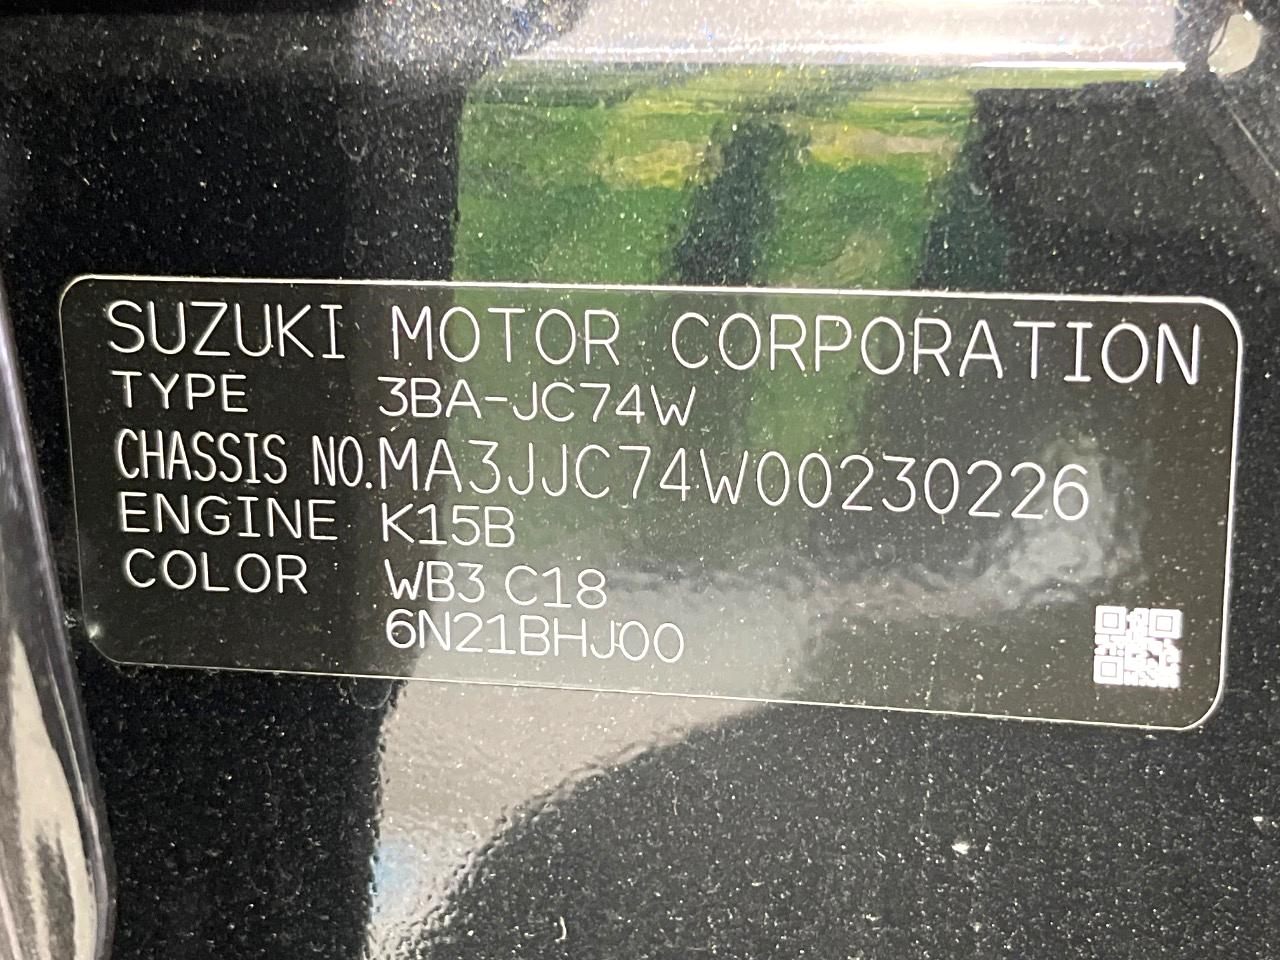 SUZUKI MOTOR CORPORATION
TYPE 3BA-JC74W
CHASSIS NO.MA3JJC74W00230226
ENGINE K15B
COLOR WB3 C18
6N21BHJ00